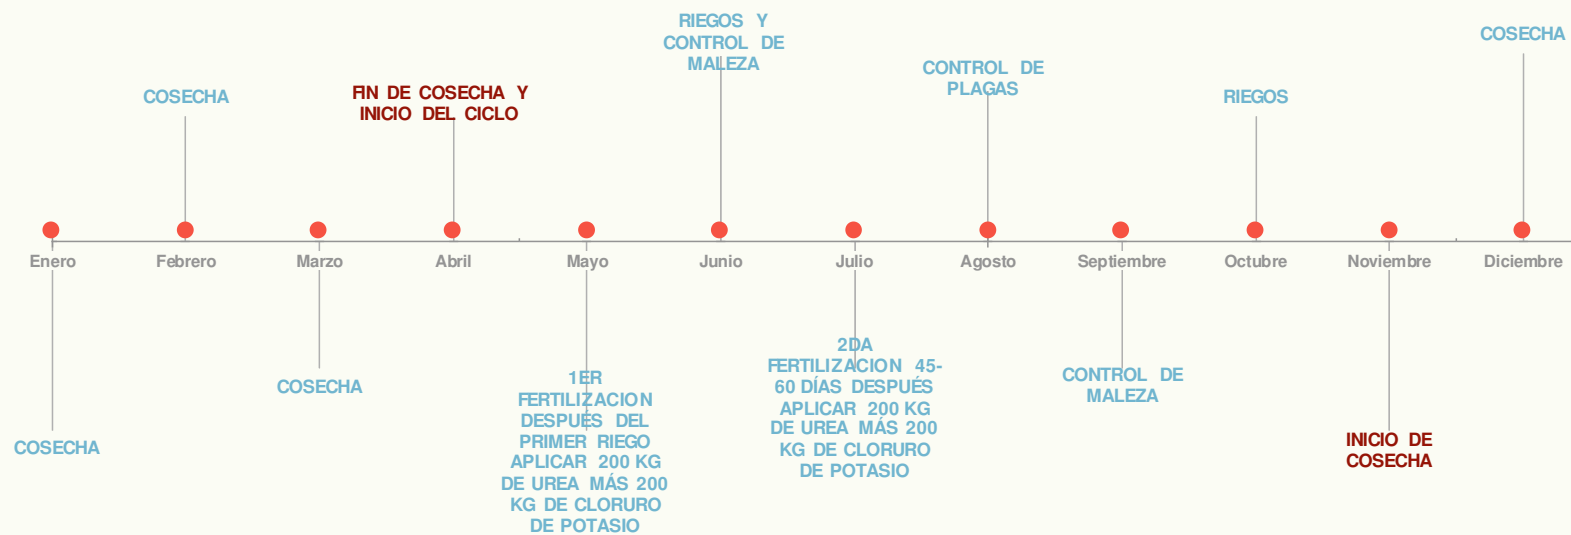 RIEGOS Y
CONTROL DE
MALEZA
COSECHA
CONTROL DE
PLAGAS
FIN DE COSECHA Y
INICIO DEL CICLO
COSECHA
RIEGOS
Enero Febrero Marzo Abril Mayo Junio Julio Agosto Septiembre Octubre Noviembre Diciembre
COSECHA
COSECHA
1ER
FERTILIZACION
DESPUES DEL
PRIMER RIEGO
APLICAR 200 KG
DE UREA MÁS 200
KG DE CLORURO
DE POTASIO
2DA
FERTILIZACION 45-
60 DÍAS DESPUÉS
APLICAR 200 KG
DE UREA MÁS 200
KG DE CLORURO
DE POTASIO
CONTROL DE
MALEZA
INICIO DE
COSECHA